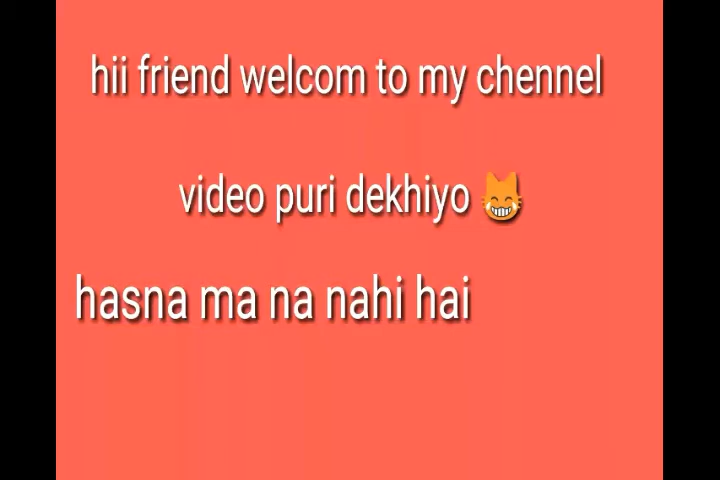 hii friend welcom to my chennel
video puri dekhiyo 😹
hasna ma na nahi hai